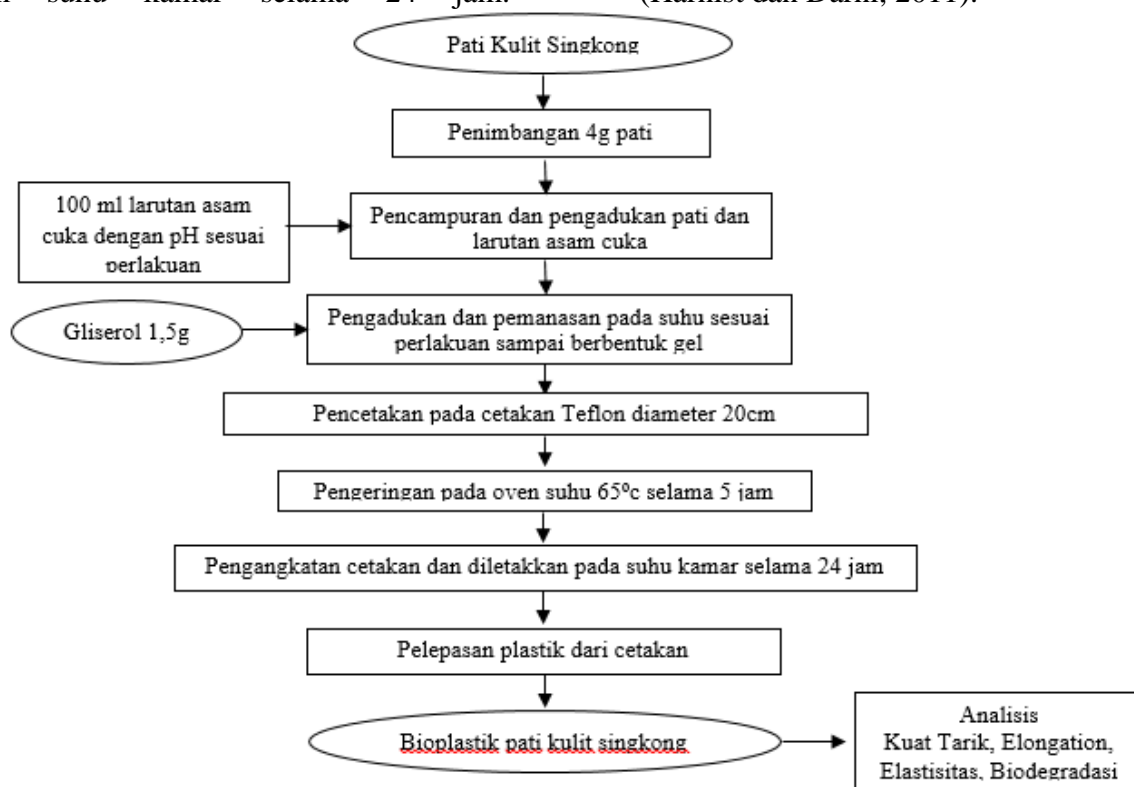 suhu kamar selama 24 jam.
dan Darni, 2011).
Pati Kulit Singkong
Penimbangan 4g pati
100 ml larutan asam
cuka dengan pH sesuai
perlakuan
Pencampuran dan pengadukan pati dan
larutan asam cuka
Gliserol 1,5g
Pengadukan dan pemanasan pada suhu sesuai
perlakuan sampai berbentuk gel
Pencetakan pada cetakan Teflon diameter 20cm
Pengeringan pada oven suhu 65⁰c selama 5 jam
Pengangkatan cetakan dan diletakkan pada suhu kamar selama 24 jam
Pelepasan plastik dari cetakan
Bioplastik pati kulit singkong
Analisis
Kuat Tarik, Elongation,
Elastisitas, Biodegradasi